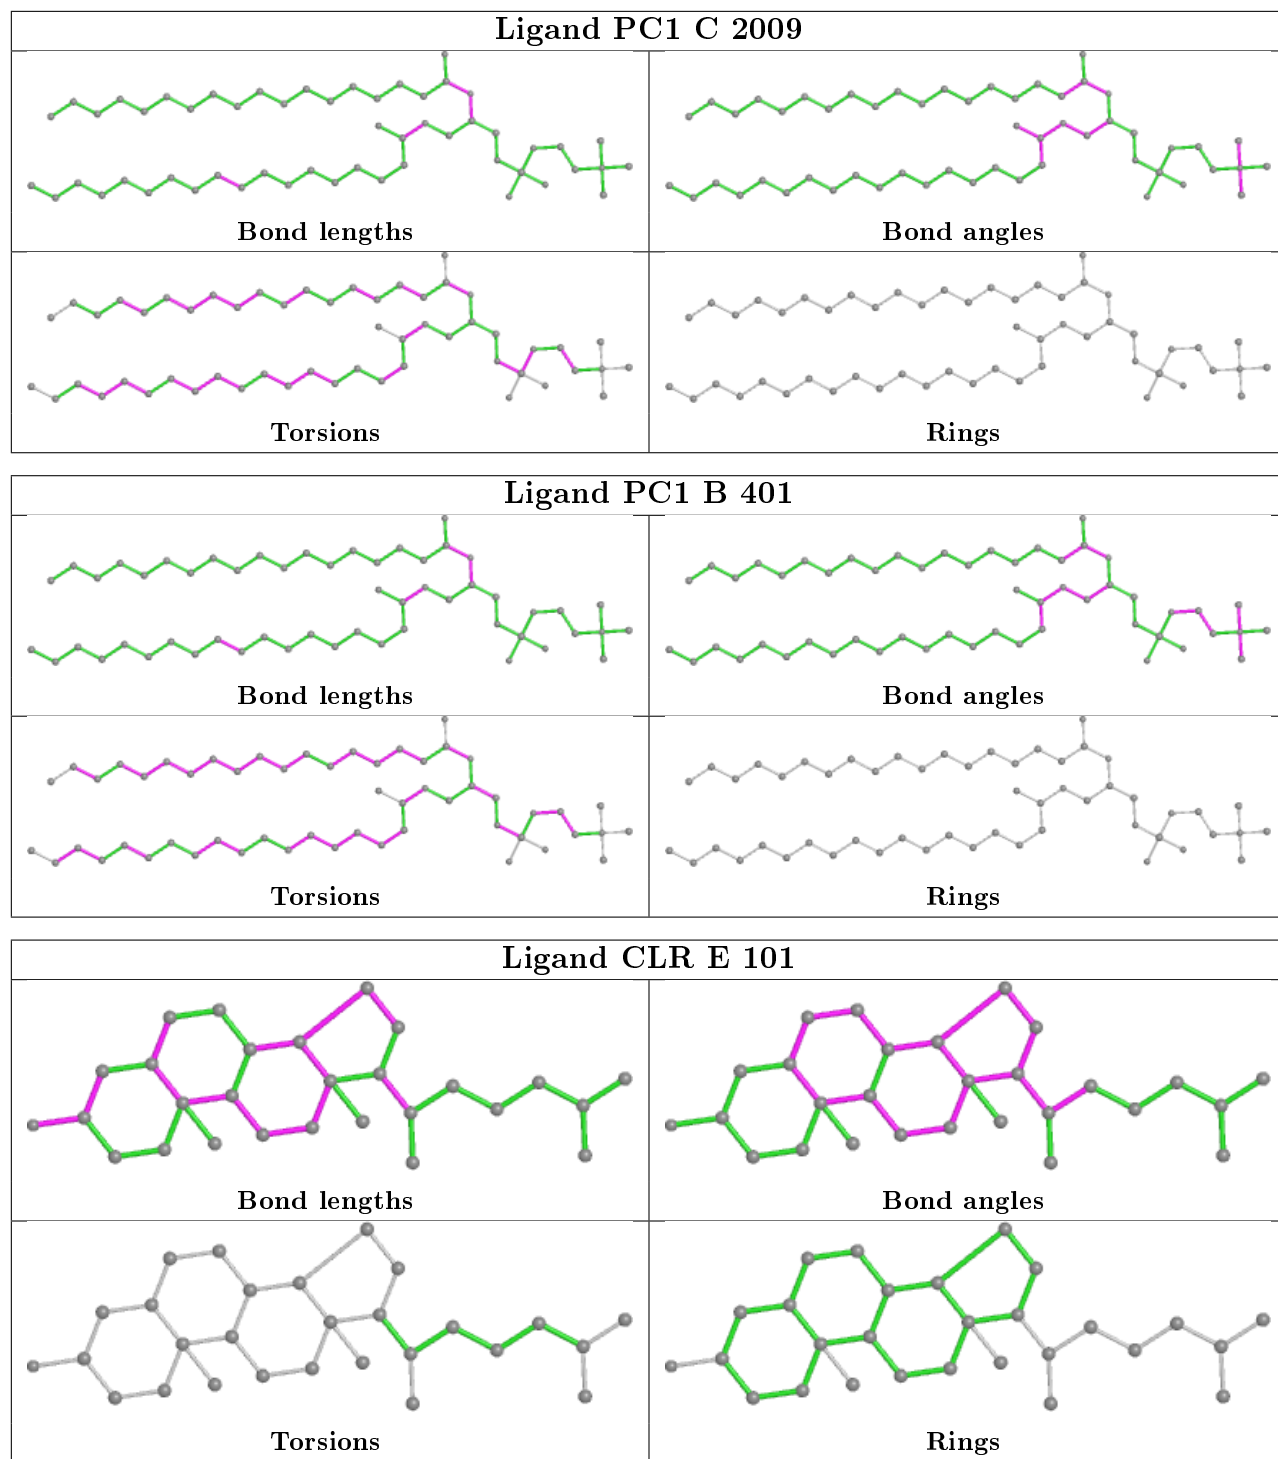 Ligand PC1 C 2009
Bond lengths
Bond angles
Torsions
Rings
Ligand PC1 B 401
Bond lengths
Bond angles
Torsions
Rings
Ligand CLR E 101
Bond lengths
Bond angles
Torsions
Rings